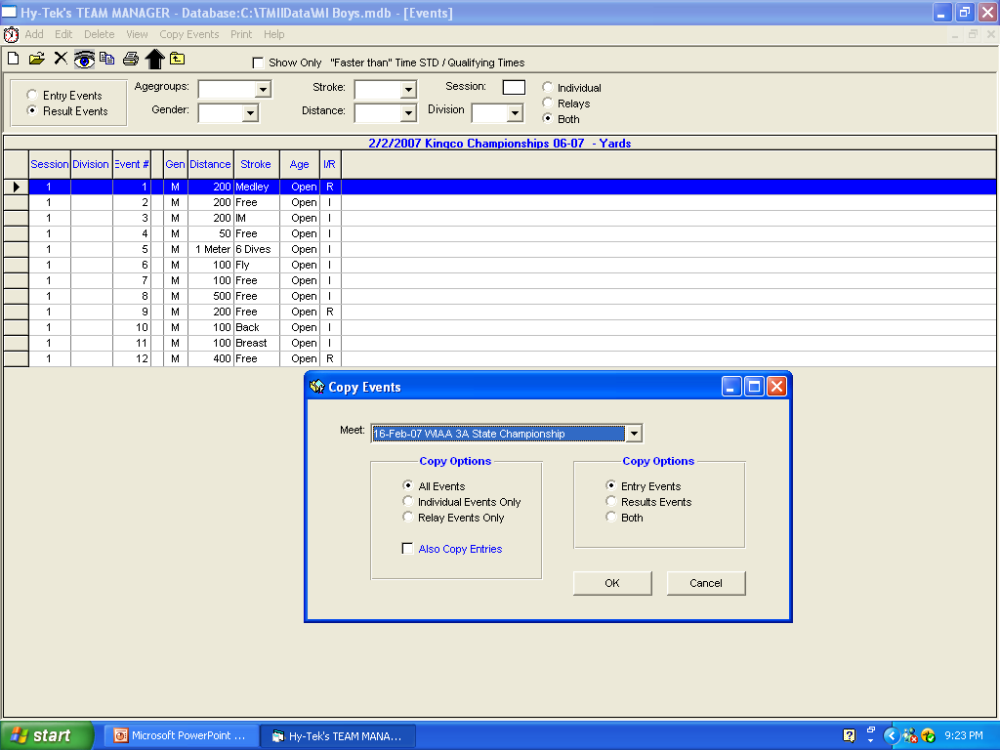 Hy-Tek's TEAM MANAGER - Database:C:\TMIIData\MI Boys.mdb - [Events]
Add Edit Delete View Copy Events Print Help
Show Only "Faster than" Time STD / Qualifying Times
Entry Events
Result Events
Agegroups:
Gender:
Stroke:
Distance:
Session:
Division
Individual
Relays
Both
2/2/2007 Kingco Championships 06-07 - Yards
Session Division Event # Gen Distance Stroke Age I/R
1 1 M 200 Medley Open R
1 2 M 200 Free Open I
1 3 M 200 IM Open I
1 4 M 50 Free Open I
1 5 M 1 Meter 6 Dives Open I
1 6 M 100 Fly Open I
1 7 M 100 Free Open I
1 8 M 500 Free Open I
1 9 M 200 Free Open R
1 10 M 100 Back Open I
1 11 M 100 Breast Open I
1 12 M 400 Free Open R
Copy Events
Meet: 16-Feb-07 WIAA 3A State Championship
Copy Options
All Events
Individual Events Only
Relay Events Only
Also Copy Entries
Copy Options
Entry Events
Results Events
Both
OK Cancel
start Microsoft PowerPoint ... Hy-Tek's TEAM MANA... 9:23 PM